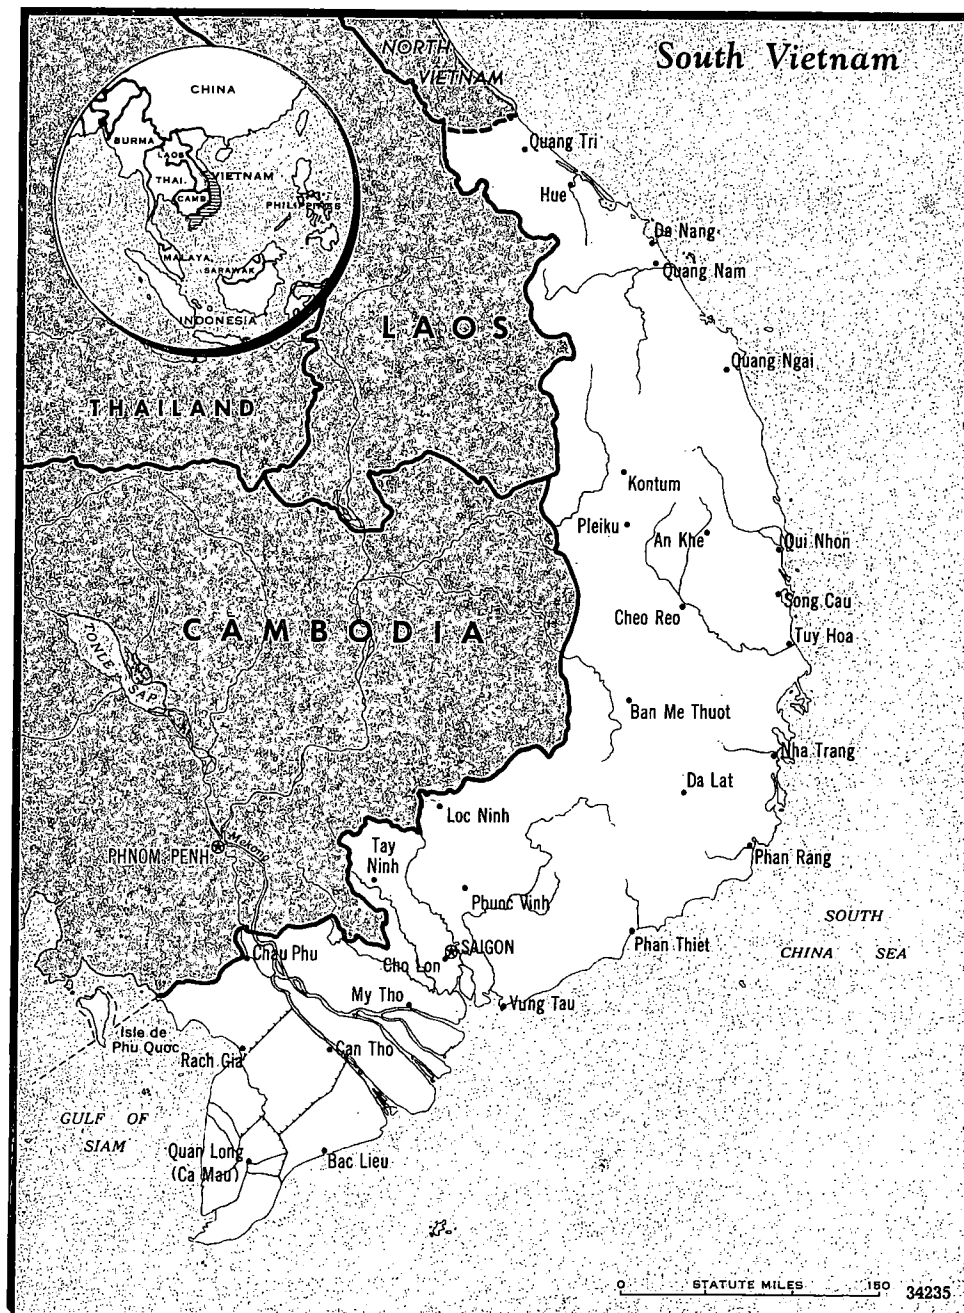 South Vietnam
NORTH
VIETNAM
CHINA
BURMA
LAOS
THAI.
VIETNAM
CAMB.
PHILIPPINES
MALAYA
SARAWAK
INDONESIA
Quang Tri
Hue
Da Nang
Quang Nam
LAOS
Quang Ngai
THAILAND
Kontum
Pleiku
An Khe
Qui Nhon
Song Cau
CAMBODIA
Cheo Reo
Tuy Hoa
TONLE SAP
Ban Me Thuot
Nha Trang
Da Lat
Loc Ninh
Mekong
Tay
Ninh
PHNOM PENH
Phan Rang
Phuoc Vinh
SOUTH
CHINA SEA
Phan Thiet
SAIGON
Chau Phu
Cho Lon
My Tho
Vung Tau
Isle de
Phu Quoc
Can Tho
Rach Gia
GULF OF
SIAM
Quan Long
(Ca Mau)
Bac Lieu
0 STATUTE MILES 150
34235